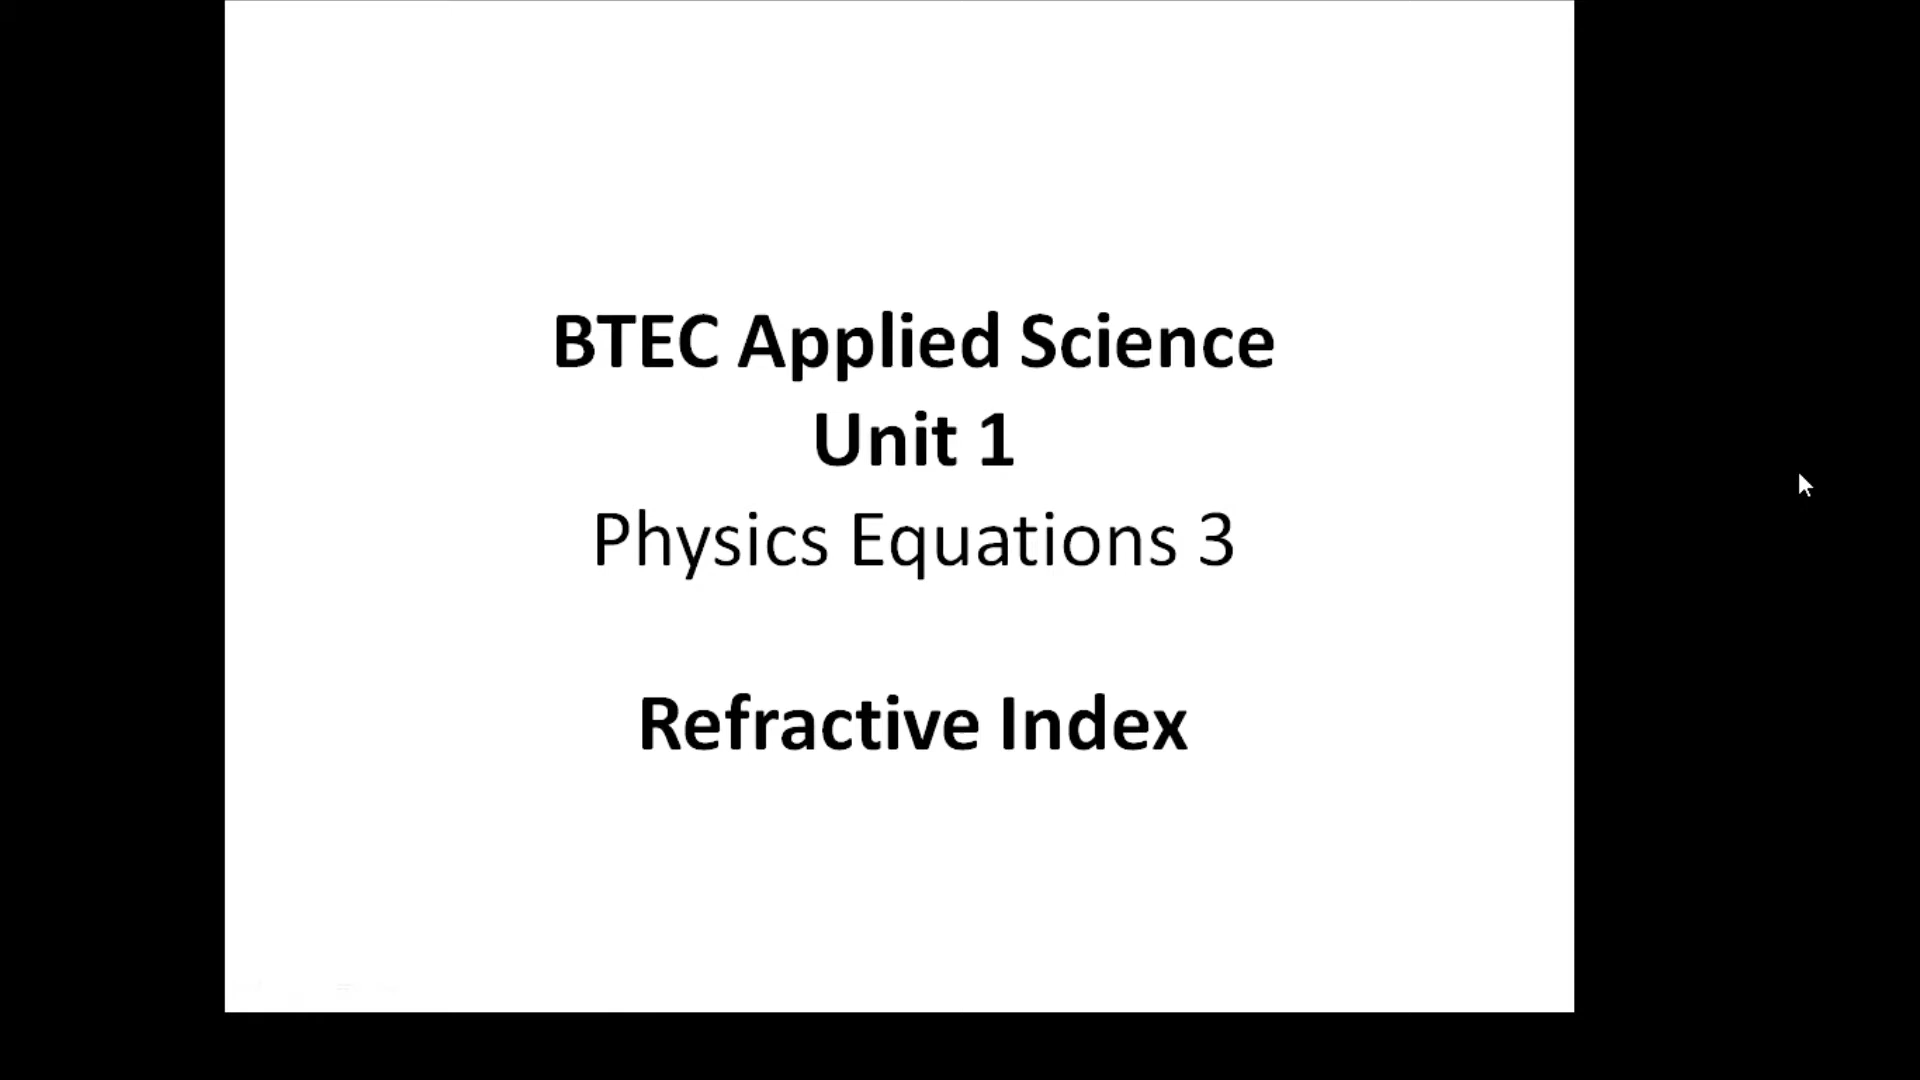 BTEC Applied Science
Unit 1
Physics Equations 3
Refractive Index